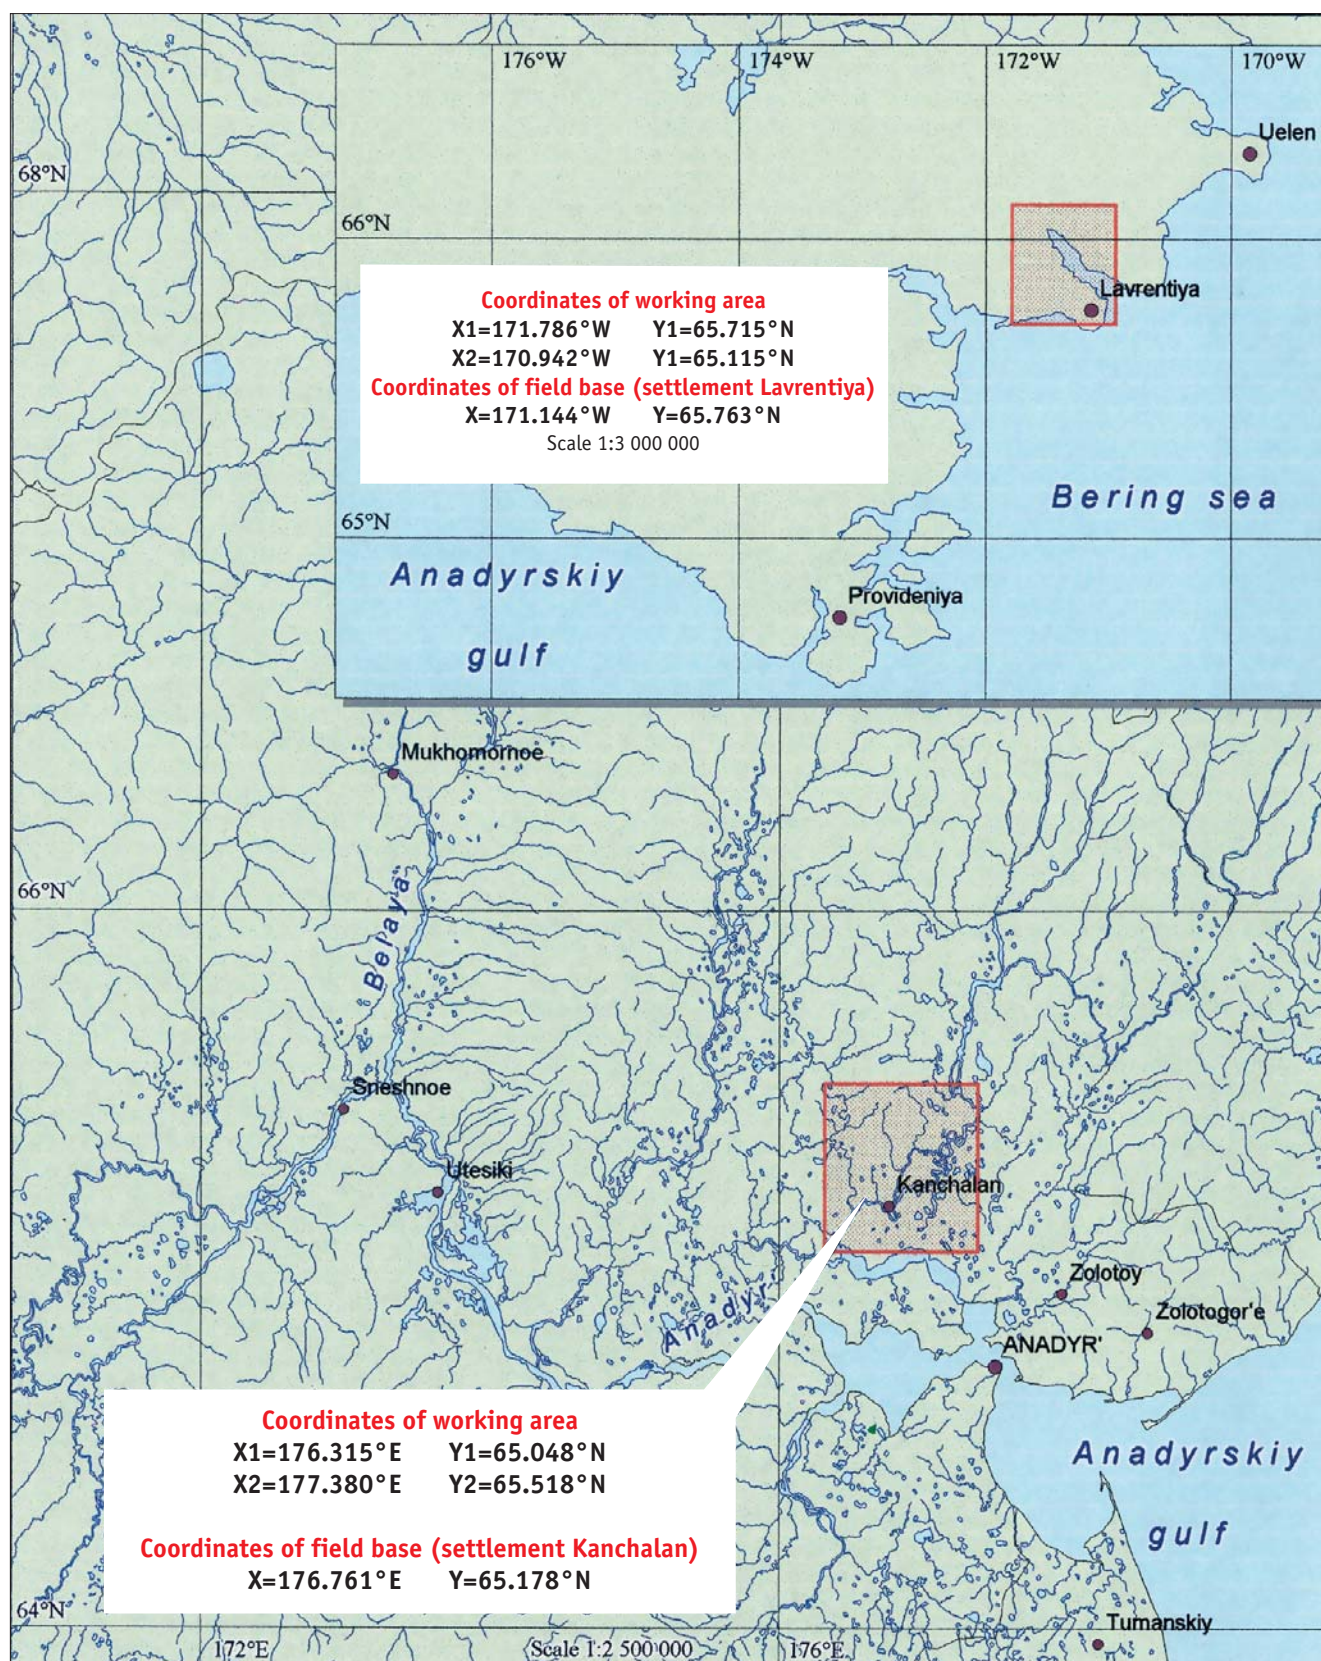 176°W 174°W 172°W 170°W
Uelen
68°N
66°N
Lavrentiya
Coordinates of working area
X1=171.786°W Y1=65.715°N
X2=170.942°W Y1=65.115°N
Coordinates of field base (settlement Lavrentiya)
X=171.144°W Y=65.763°N
Scale 1:3 000 000
Bering sea
65°N
Anadyrskiy
gulf
Provideniya
Mukhomornoe
66°N
Belaya
Sneshnoe
Utesiki
Kanchalan
Anadyr
Zolotoy
Zolotogor'e
ANADYR'
Coordinates of working area
X1=176.315°E Y1=65.048°N
X2=177.380°E Y2=65.518°N
Coordinates of field base (settlement Kanchalan)
X=176.761°E Y=65.178°N
Anadyrskiy
gulf
64°N
Tumanskiy
172°E Scale 1:2 500 000 176°E